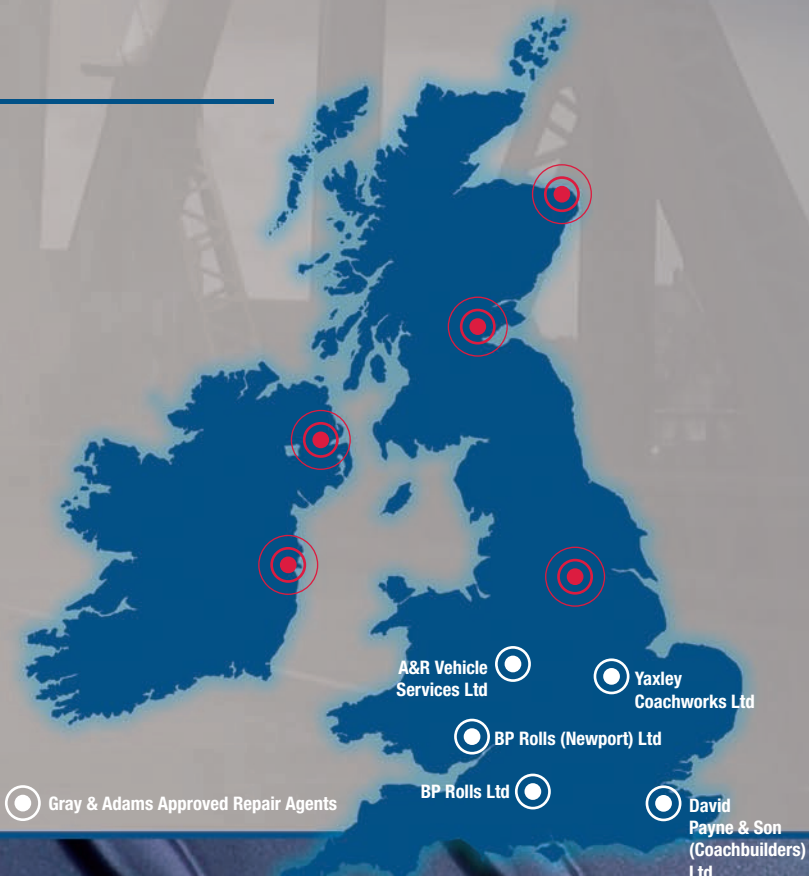 A&R Vehicle
Services Ltd
Yaxley
Coachworks Ltd
BP Rolls (Newport) Ltd
BP Rolls Ltd
Gray & Adams Approved Repair Agents
David
Payne & Son
(Coachbuilders)
Ltd